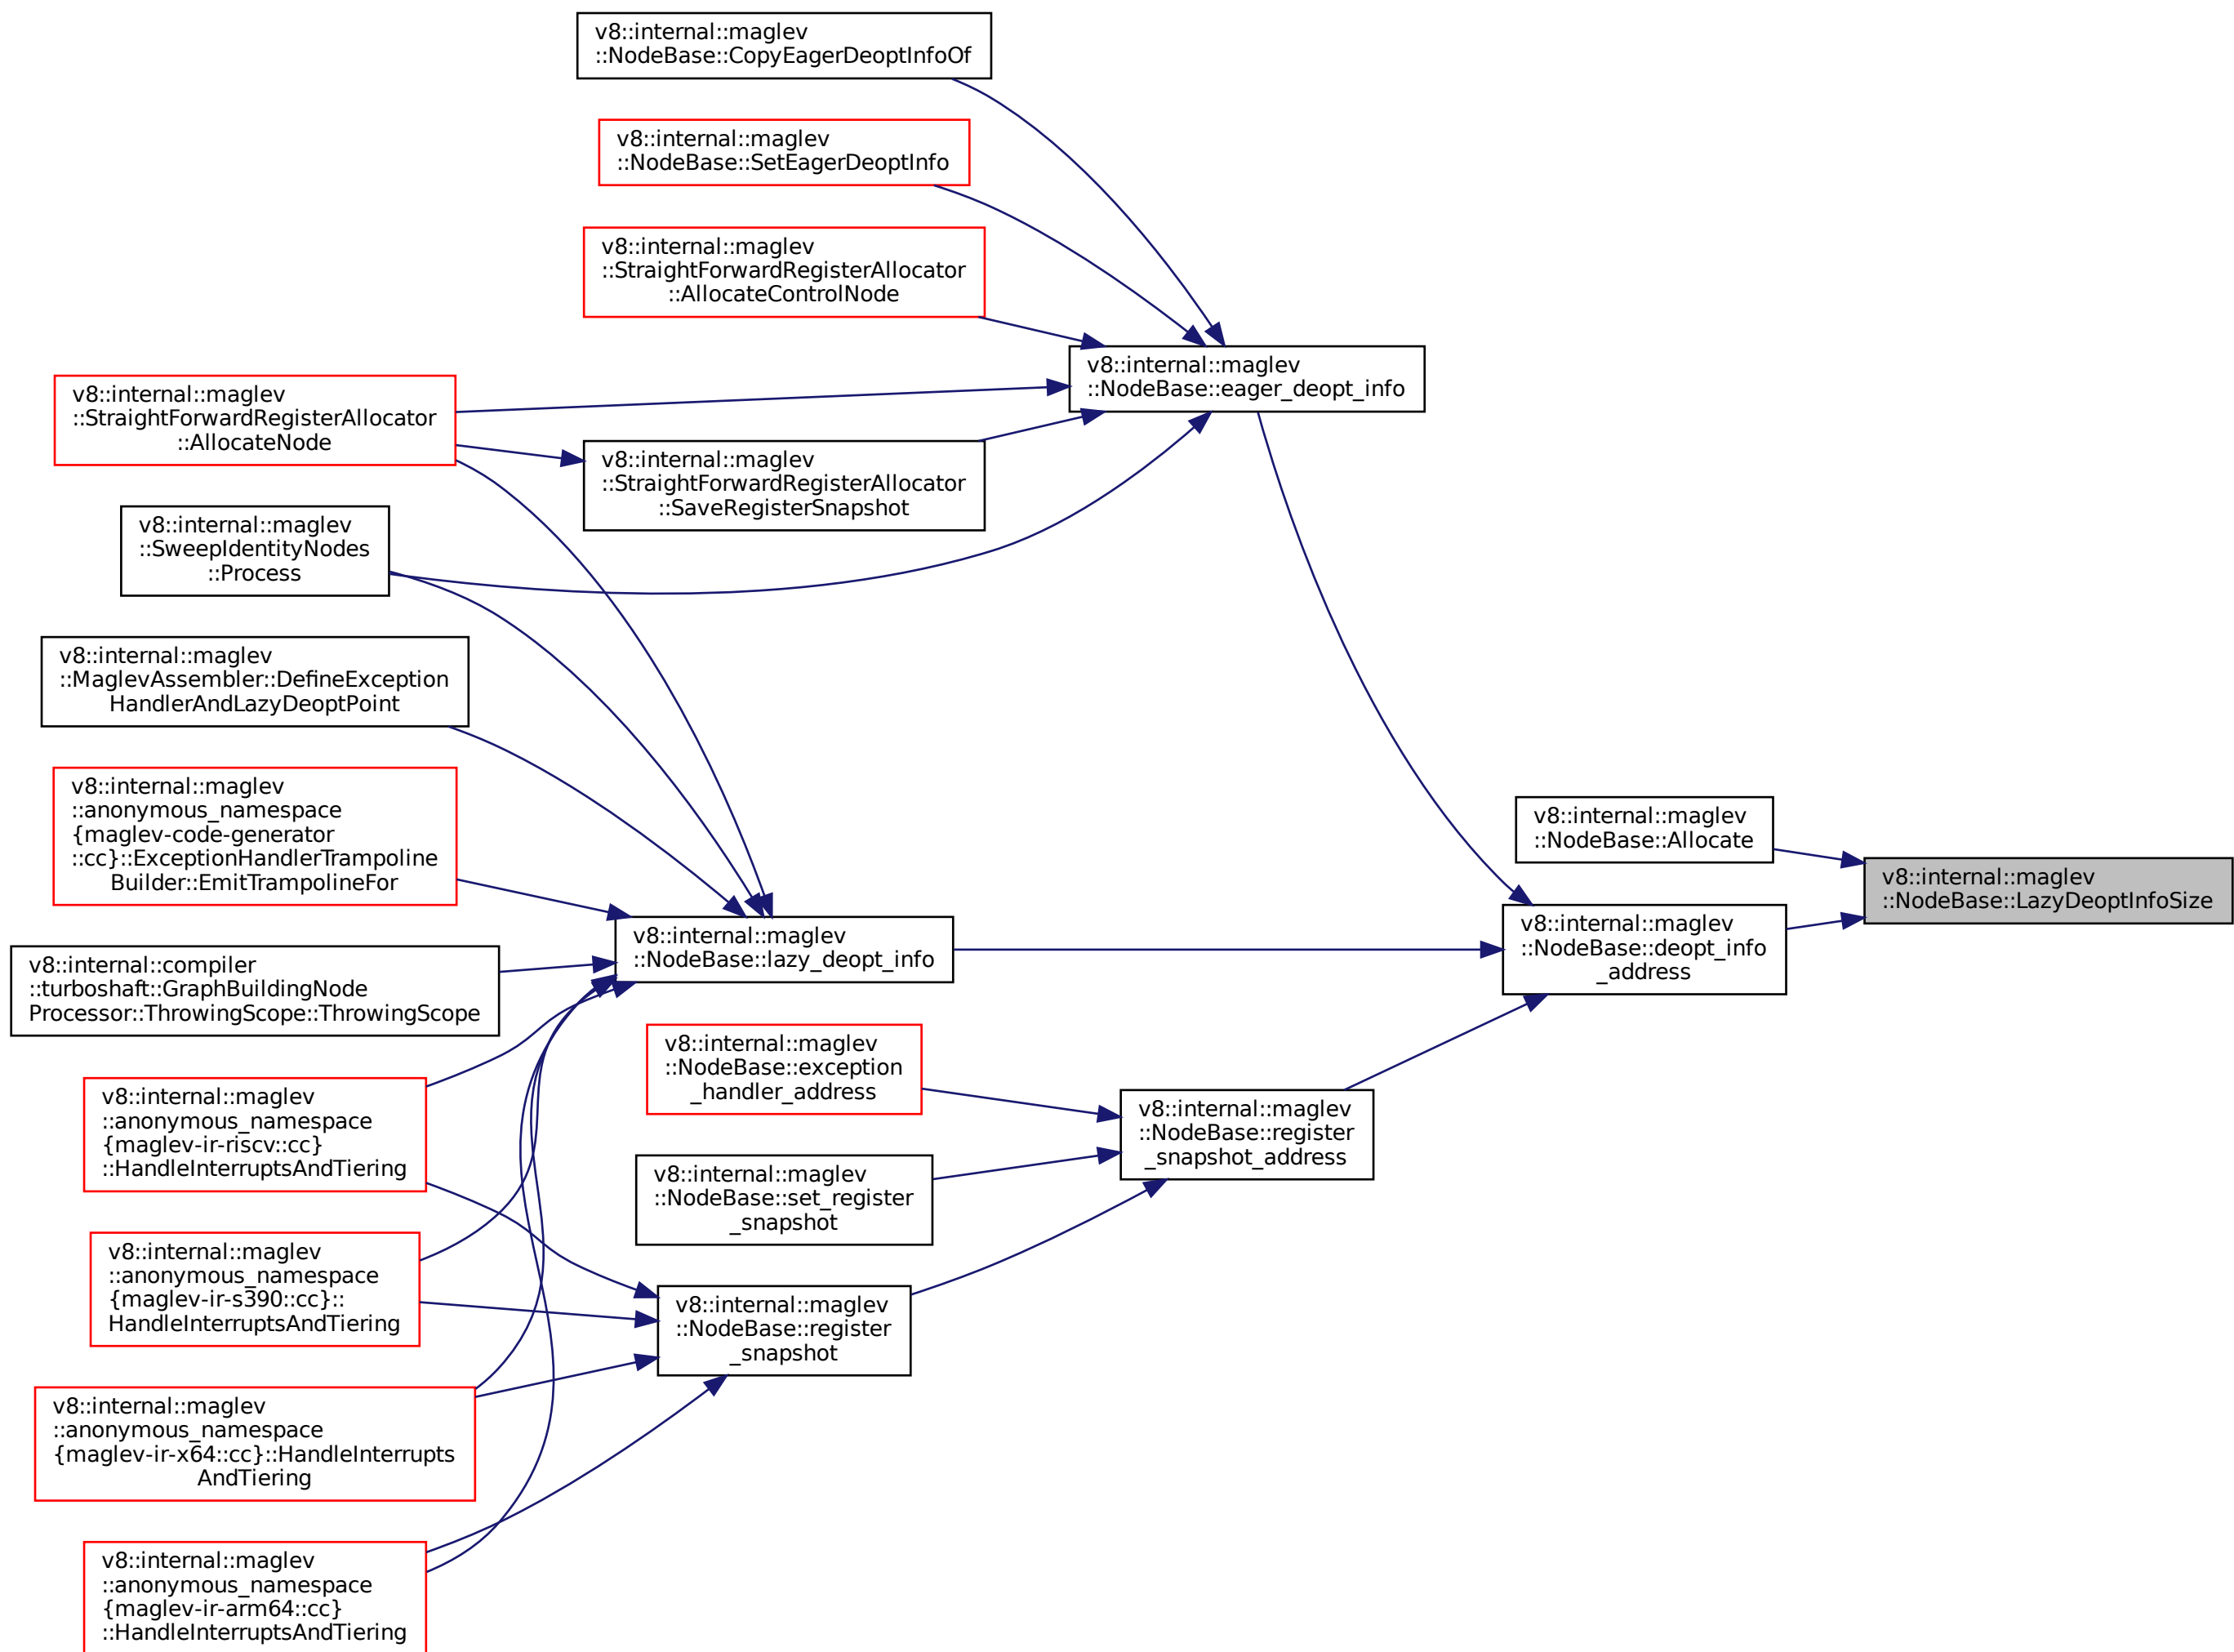 v8::internal::maglev
::NodeBase::CopyEagerDeoptInfoOf
v8::internal::maglev
::NodeBase::SetEagerDeoptInfo
v8::internal::maglev
::StraightForwardRegisterAllocator
::AllocateControlNode
v8::internal::maglev
::NodeBase::eager_deopt_info
v8::internal::maglev
::StraightForwardRegisterAllocator
::AllocateNode
v8::internal::maglev
::StraightForwardRegisterAllocator
::SaveRegisterSnapshot
v8::internal::maglev
::SweepIdentityNodes
::Process
v8::internal::maglev
::MaglevAssembler::DefineException
HandlerAndLazyDeoptPoint
v8::internal::maglev
::anonymous_namespace
{maglev-code-generator
::cc}::ExceptionHandlerTrampoline
Builder::EmitTrampolineFor
v8::internal::maglev
::NodeBase::Allocate
v8::internal::maglev
::NodeBase::LazyDeoptInfoSize
v8::internal::maglev
::NodeBase::deopt_info
_address
v8::internal::maglev
::NodeBase::lazy_deopt_info
v8::internal::compiler
::turboshaft::GraphBuildingNode
Processor::ThrowingScope::ThrowingScope
v8::internal::maglev
::NodeBase::exception
_handler_address
v8::internal::maglev
::anonymous_namespace
{maglev-ir-riscv::cc}
::HandleInterruptsAndTiering
v8::internal::maglev
::NodeBase::register
_snapshot_address
v8::internal::maglev
::NodeBase::set_register
_snapshot
v8::internal::maglev
::anonymous_namespace
{maglev-ir-s390::cc}::
HandleInterruptsAndTiering
v8::internal::maglev
::NodeBase::register
_snapshot
v8::internal::maglev
::anonymous_namespace
{maglev-ir-x64::cc}::HandleInterrupts
AndTiering
v8::internal::maglev
::anonymous_namespace
{maglev-ir-arm64::cc}
::HandleInterruptsAndTiering